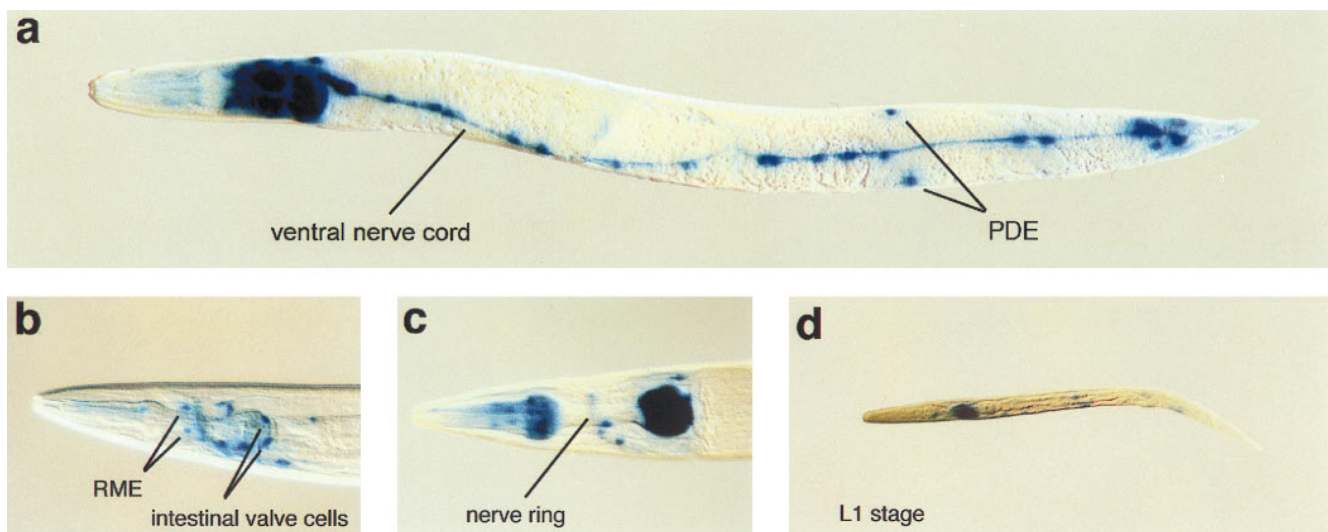 a
ventral nerve cord
PDE
b
RME
intestinal valve cells
c
nerve ring
d
L1 stage